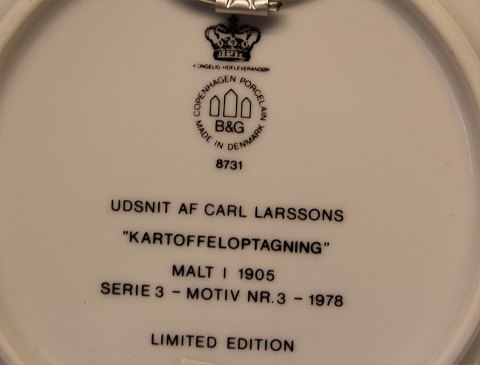 KONGELIG HOFLEVERANDØR
COPENHAGEN PORCELAIN
B&G
MADE IN DENMARK
8731
UDSNIT AF CARL LARSSONS
"KARTOFFELOPTAGNING"
MALT I 1905
SERIE 3 - MOTIV NR. 3 - 1978
LIMITED EDITION